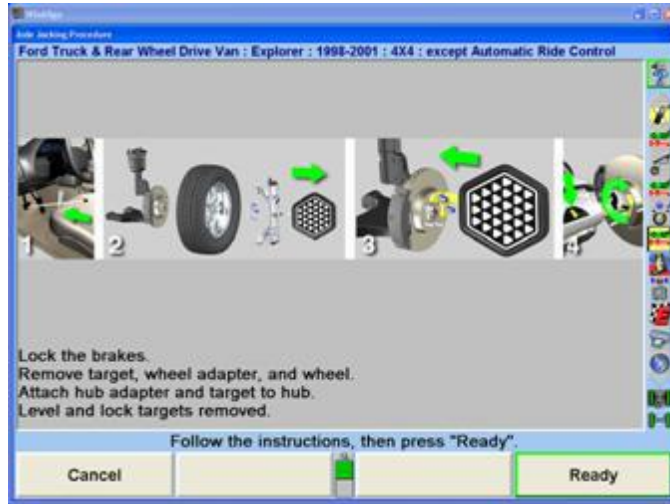 WinAlign
Axle Jacking Procedure
Ford Truck & Rear Wheel Drive Van : Explorer : 1998-2001 : 4X4 : except Automatic Ride Control
1
2
3
4
Lock the brakes.
Remove target, wheel adapter, and wheel.
Attach hub adapter and target to hub.
Level and lock targets removed.
Follow the instructions, then press "Ready".
Cancel
Ready